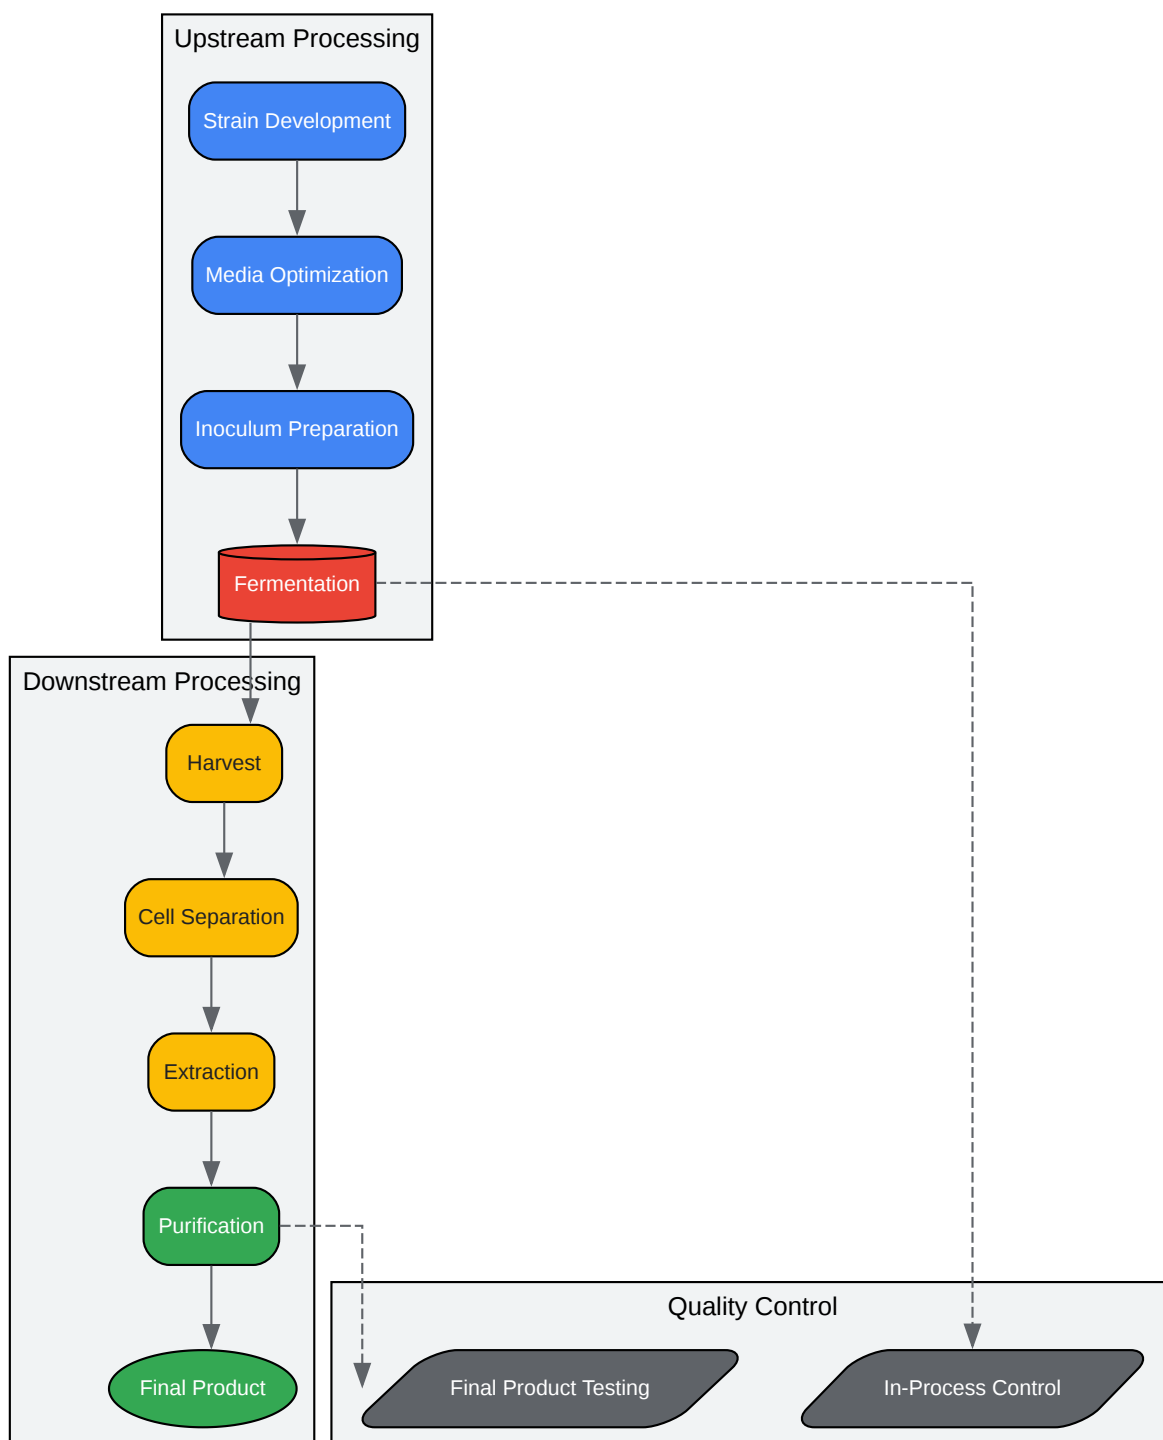 Upstream Processing
Strain Development
Media Optimization
Inoculum Preparation
Fermentation
Downstream Processing
Harvest
Cell Separation
Extraction
Purification
Final Product
Quality Control
Final Product Testing
In-Process Control